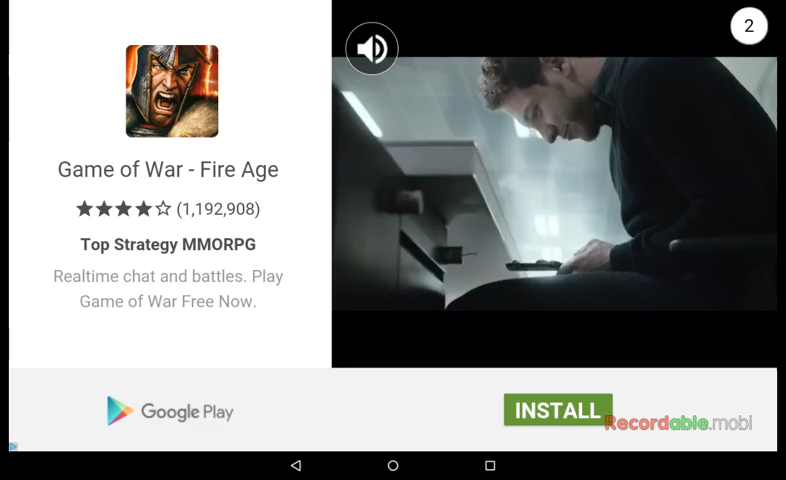 2
Game of War - Fire Age
(1,192,908)
Top Strategy MMORPG
Realtime chat and battles. Play
Game of War Free Now.
Google Play
INSTALL
Recordable.mobi